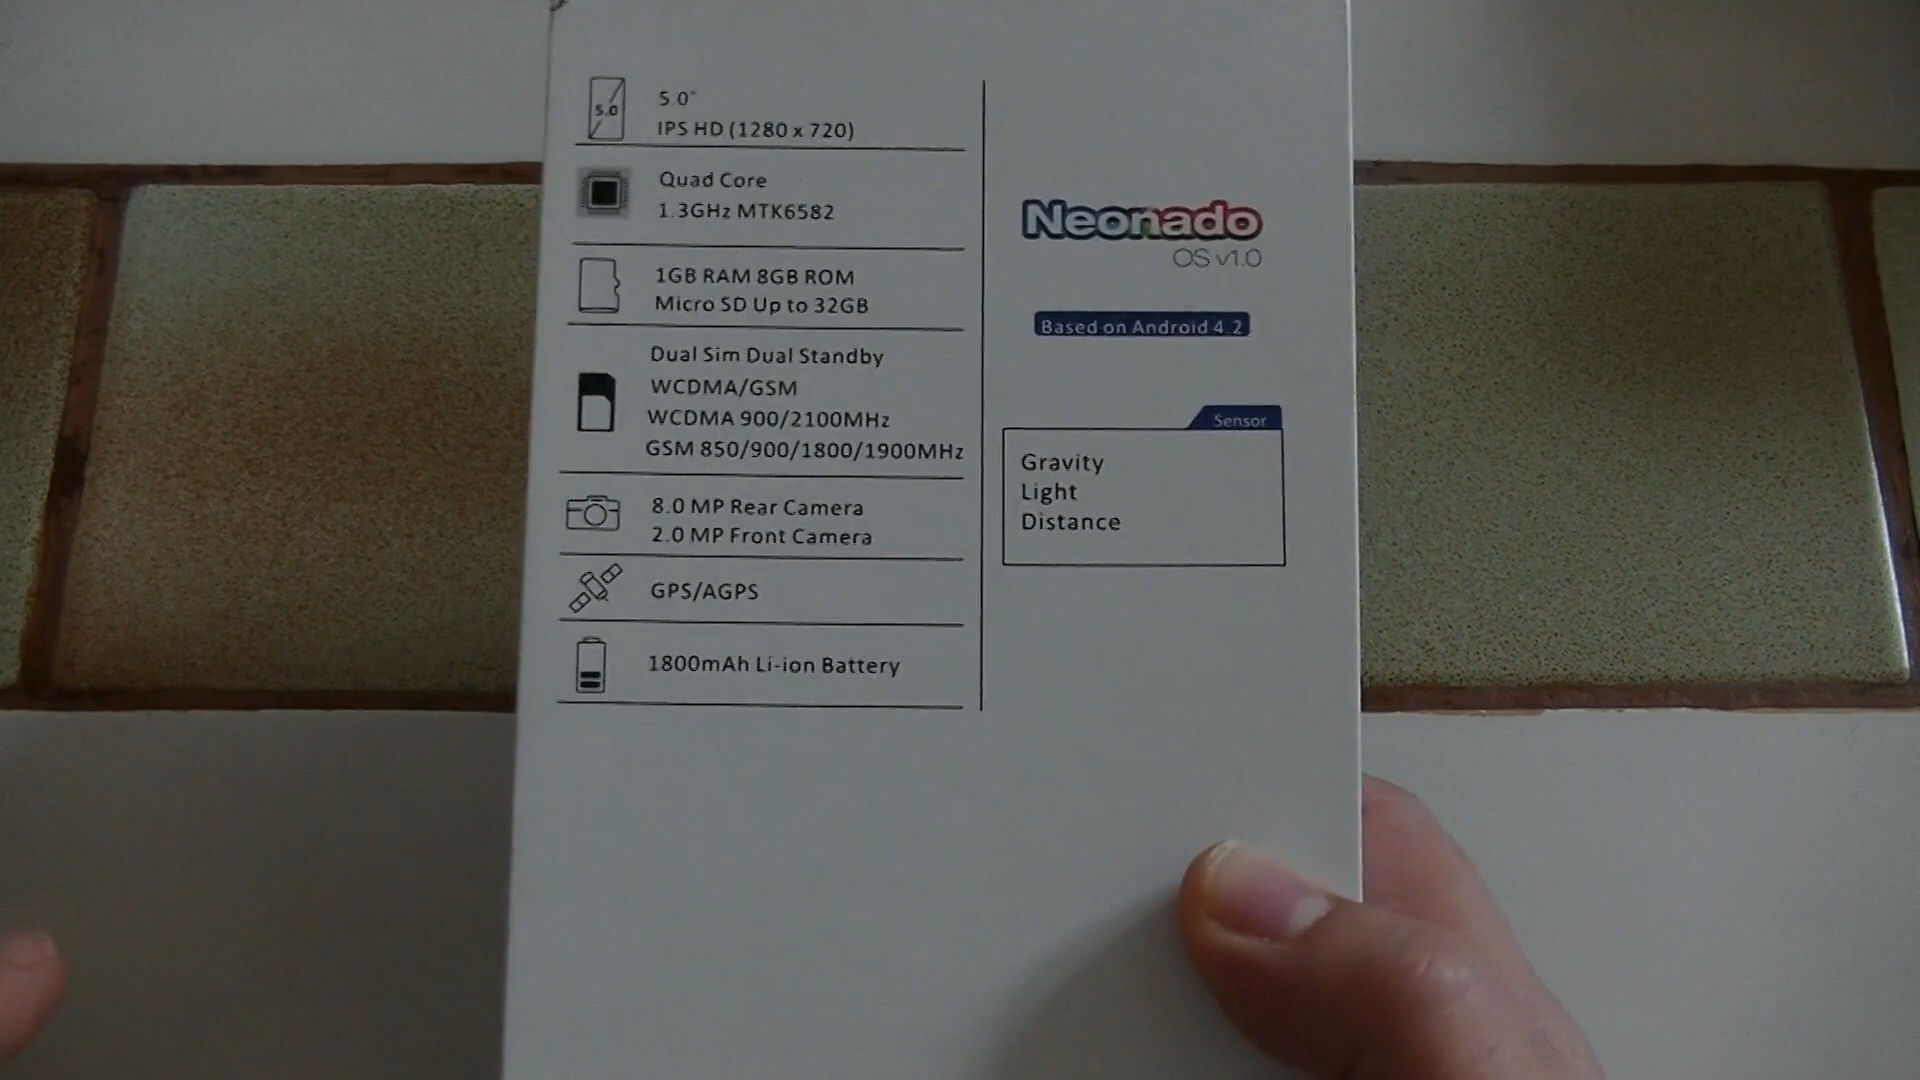 5.0
5.0"
IPS HD (1280 x 720)
Quad Core
1.3GHz MTK6582
1GB RAM 8GB ROM
Micro SD Up to 32GB
Dual Sim Dual Standby
WCDMA/GSM
WCDMA 900/2100MHz
GSM 850/900/1800/1900MHz
8.0 MP Rear Camera
2.0 MP Front Camera
GPS/AGPS
1800mAh Li-ion Battery
Neonado
OS v1.0
Based on Android 4.2
Sensor
Gravity
Light
Distance